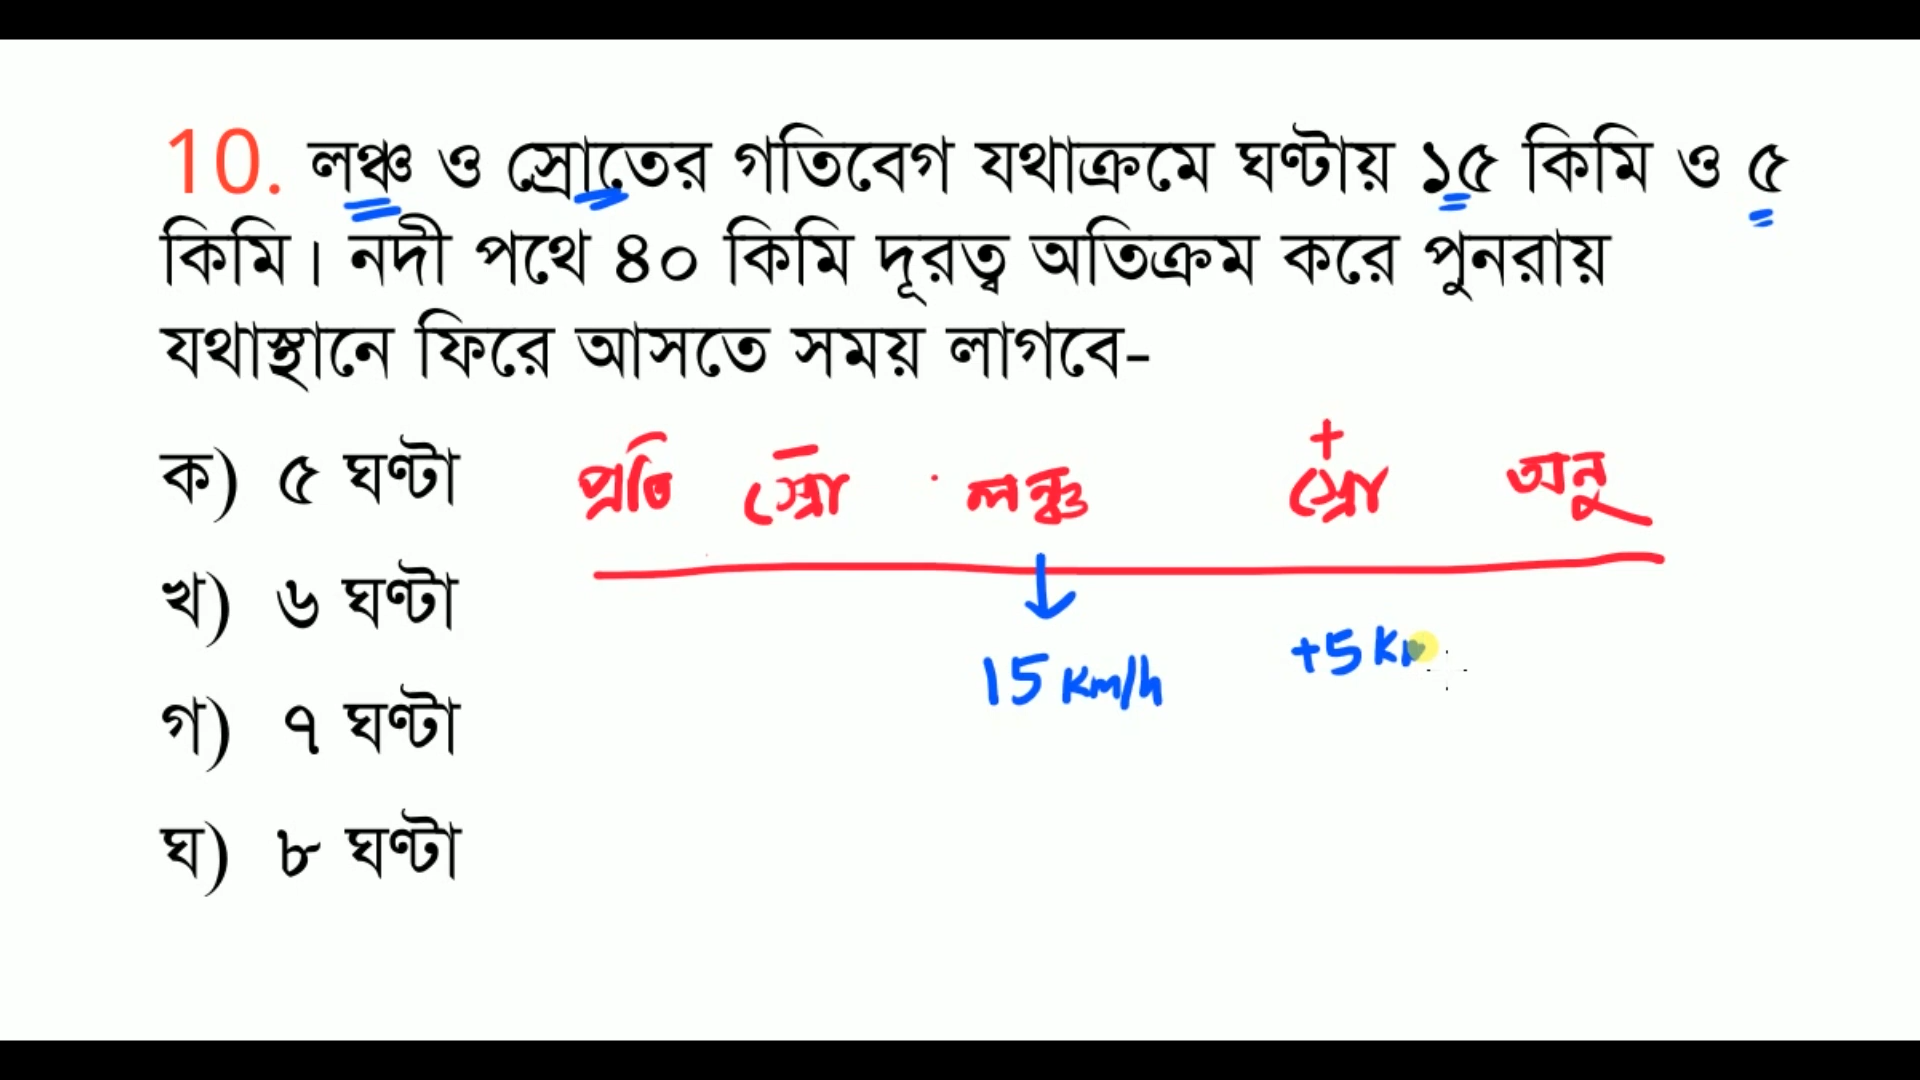 10. লঞ্চ ও স্রোতের গতিবেগ যথাক্রমে ঘণ্টায় ১৫ কিমি ও ৫
কিমি। নদী পথে ৪০ কিমি দূরত্ব অতিক্রম করে পুনরায়
যথাস্থানে ফিরে আসতে সময় লাগবে-
ক) ৫ ঘণ্টা
প্রতি স্রো লঞ্চ স্রো অনু
- +
খ) ৬ ঘণ্টা
15 Km/h +5
গ) ৭ ঘণ্টা
ঘ) ৮ ঘণ্টা